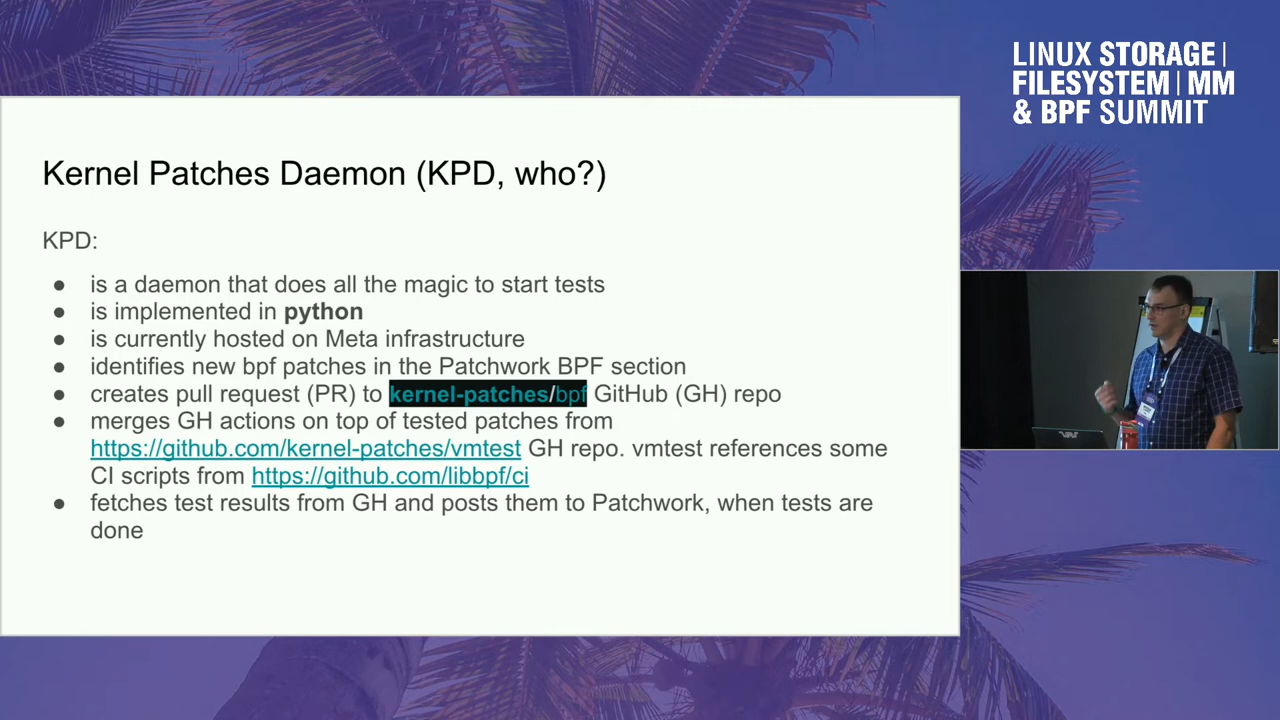 LINUX STORAGE |
FILESYSTEM | MM
& BPF SUMMIT
Kernel Patches Daemon (KPD, who?)
KPD:
● is a daemon that does all the magic to start tests
● is implemented in python
● is currently hosted on Meta infrastructure
● identifies new bpf patches in the Patchwork BPF section
● creates pull request (PR) to kernel-patches/bpf GitHub (GH) repo
● merges GH actions on top of tested patches from
https://github.com/kernel-patches/vmtest GH repo. vmtest references some
CI scripts from https://github.com/libbpf/ci
● fetches test results from GH and posts them to Patchwork, when tests are
done